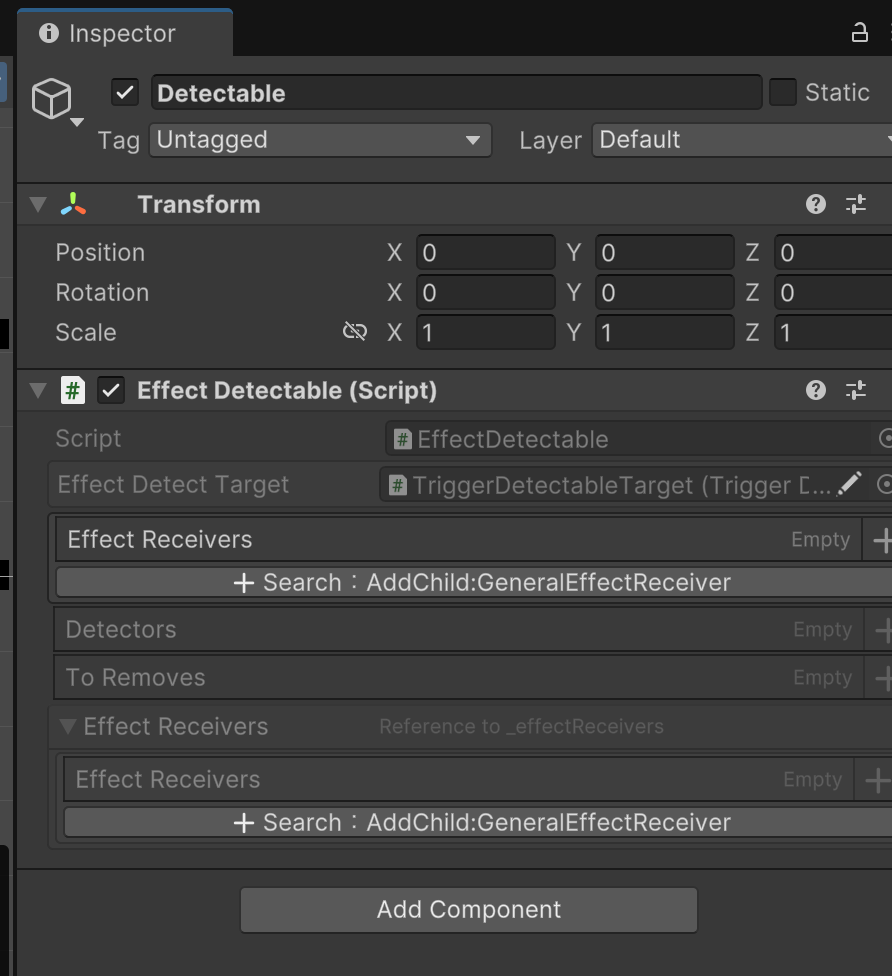 Inspector
Detectable
Static
Tag Untagged
Layer Default
Transform
Position X 0 Y 0 Z 0
Rotation X 0 Y 0 Z 0
Scale X 1 Y 1 Z 1
# Effect Detectable (Script)
Script # EffectDetectable
Effect Detect Target # TriggerDetectableTarget (Trigger D...
Effect Receivers Empty +
+ Search : AddChild:GeneralEffectReceiver
Detectors Empty +
To Removes Empty +
Effect Receivers Reference to _effectReceivers
Effect Receivers Empty +
+ Search : AddChild:GeneralEffectReceiver
Add Component